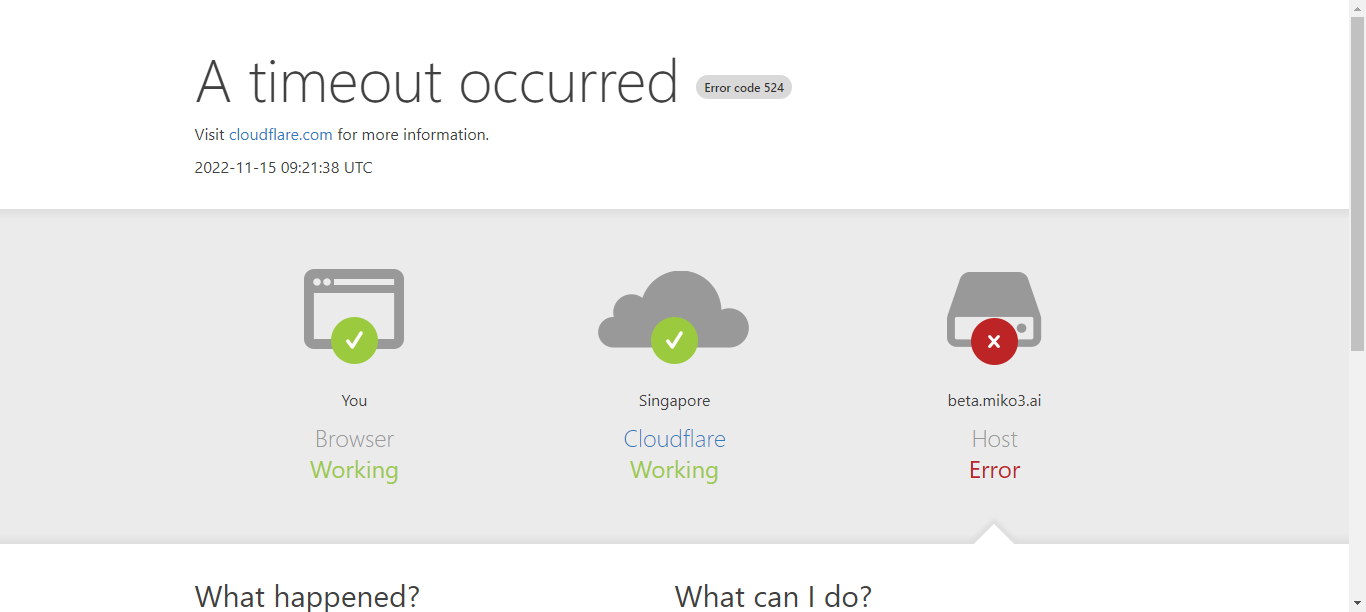 A timeout occurred Error code 524
Visit cloudflare.com for more information.
2022-11-15 09:21:38 UTC
You
Browser
Working
Singapore
Cloudflare
Working
beta.miko3.ai
Host
Error
What happened?
What can I do?